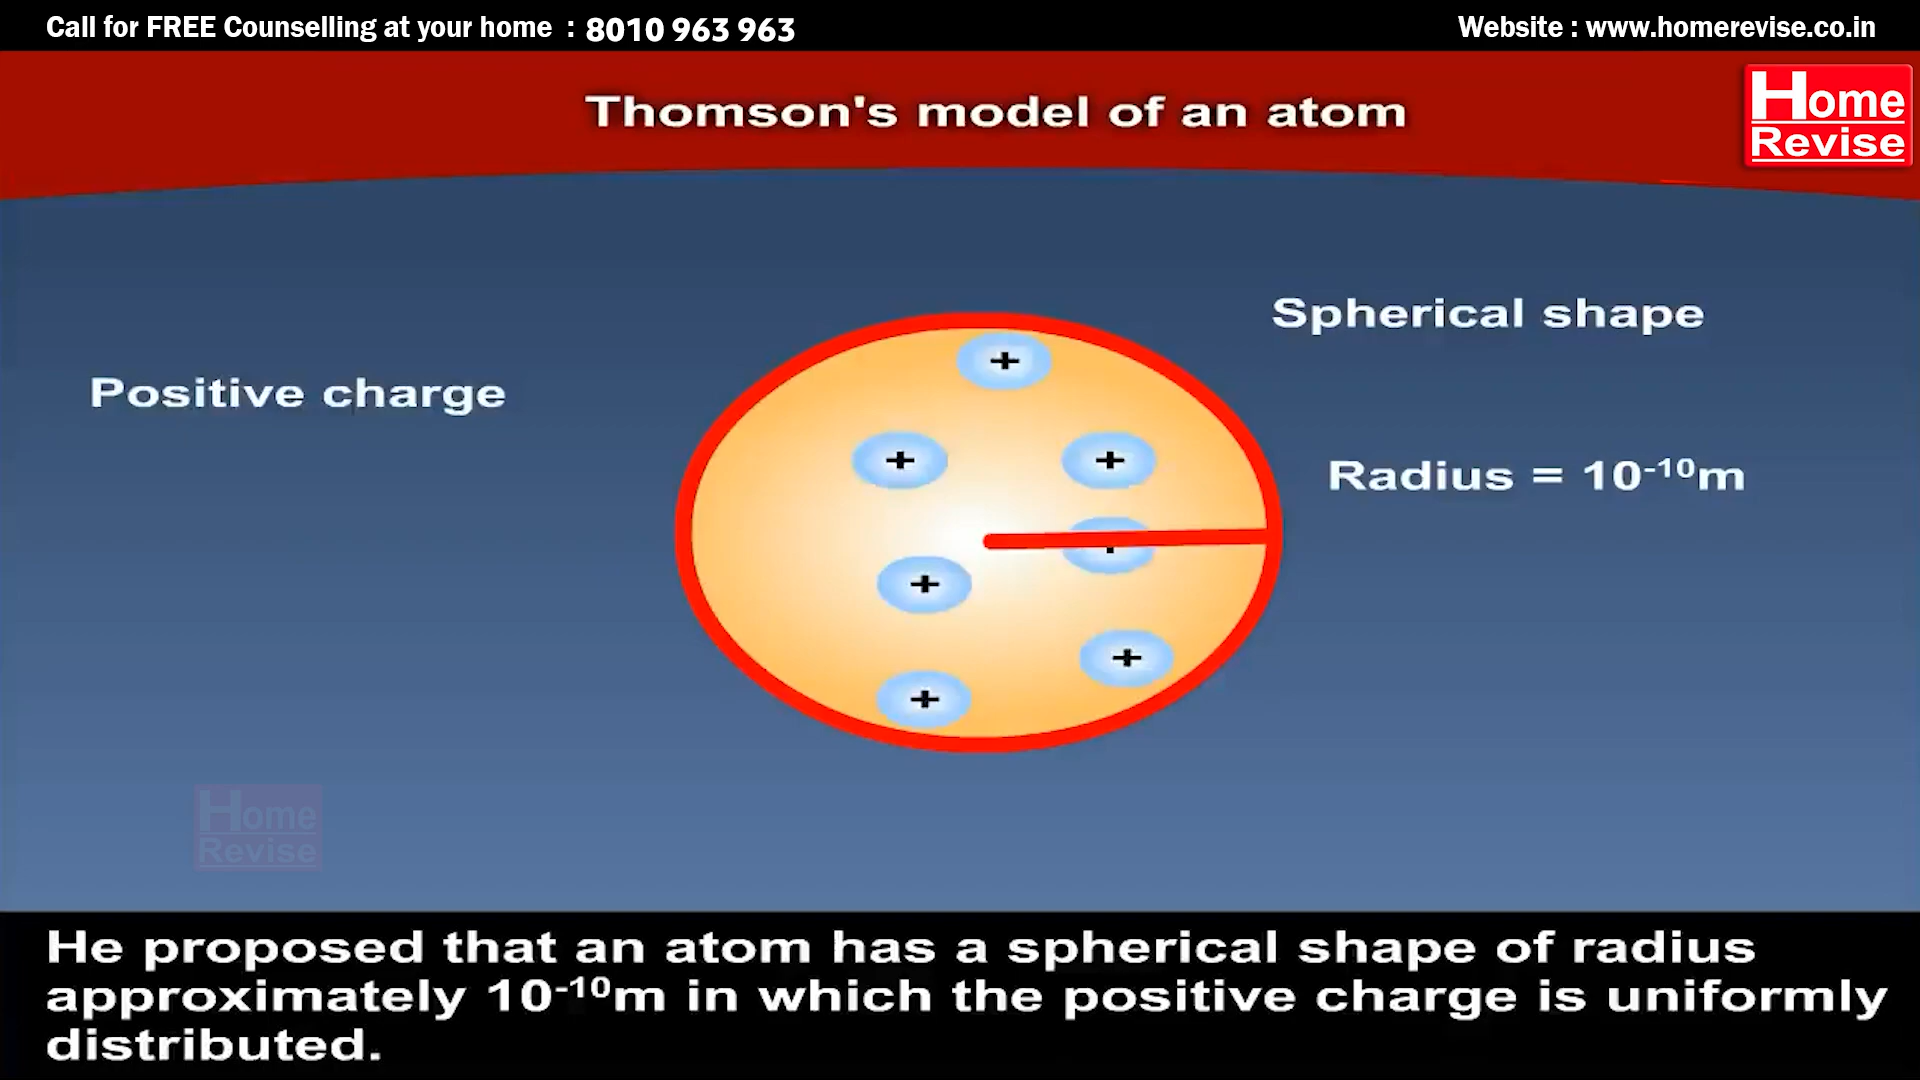 Call for FREE Counselling at your home : 8010 963 963
Website : www.homerevise.co.in
Thomson's model of an atom
Home
Revise
Spherical shape
Positive charge
Radius = 10⁻¹⁰m
+
+ +
+
+
+
+
Home
Revise
He proposed that an atom has a spherical shape of radius
approximately 10⁻¹⁰m in which the positive charge is uniformly
distributed.